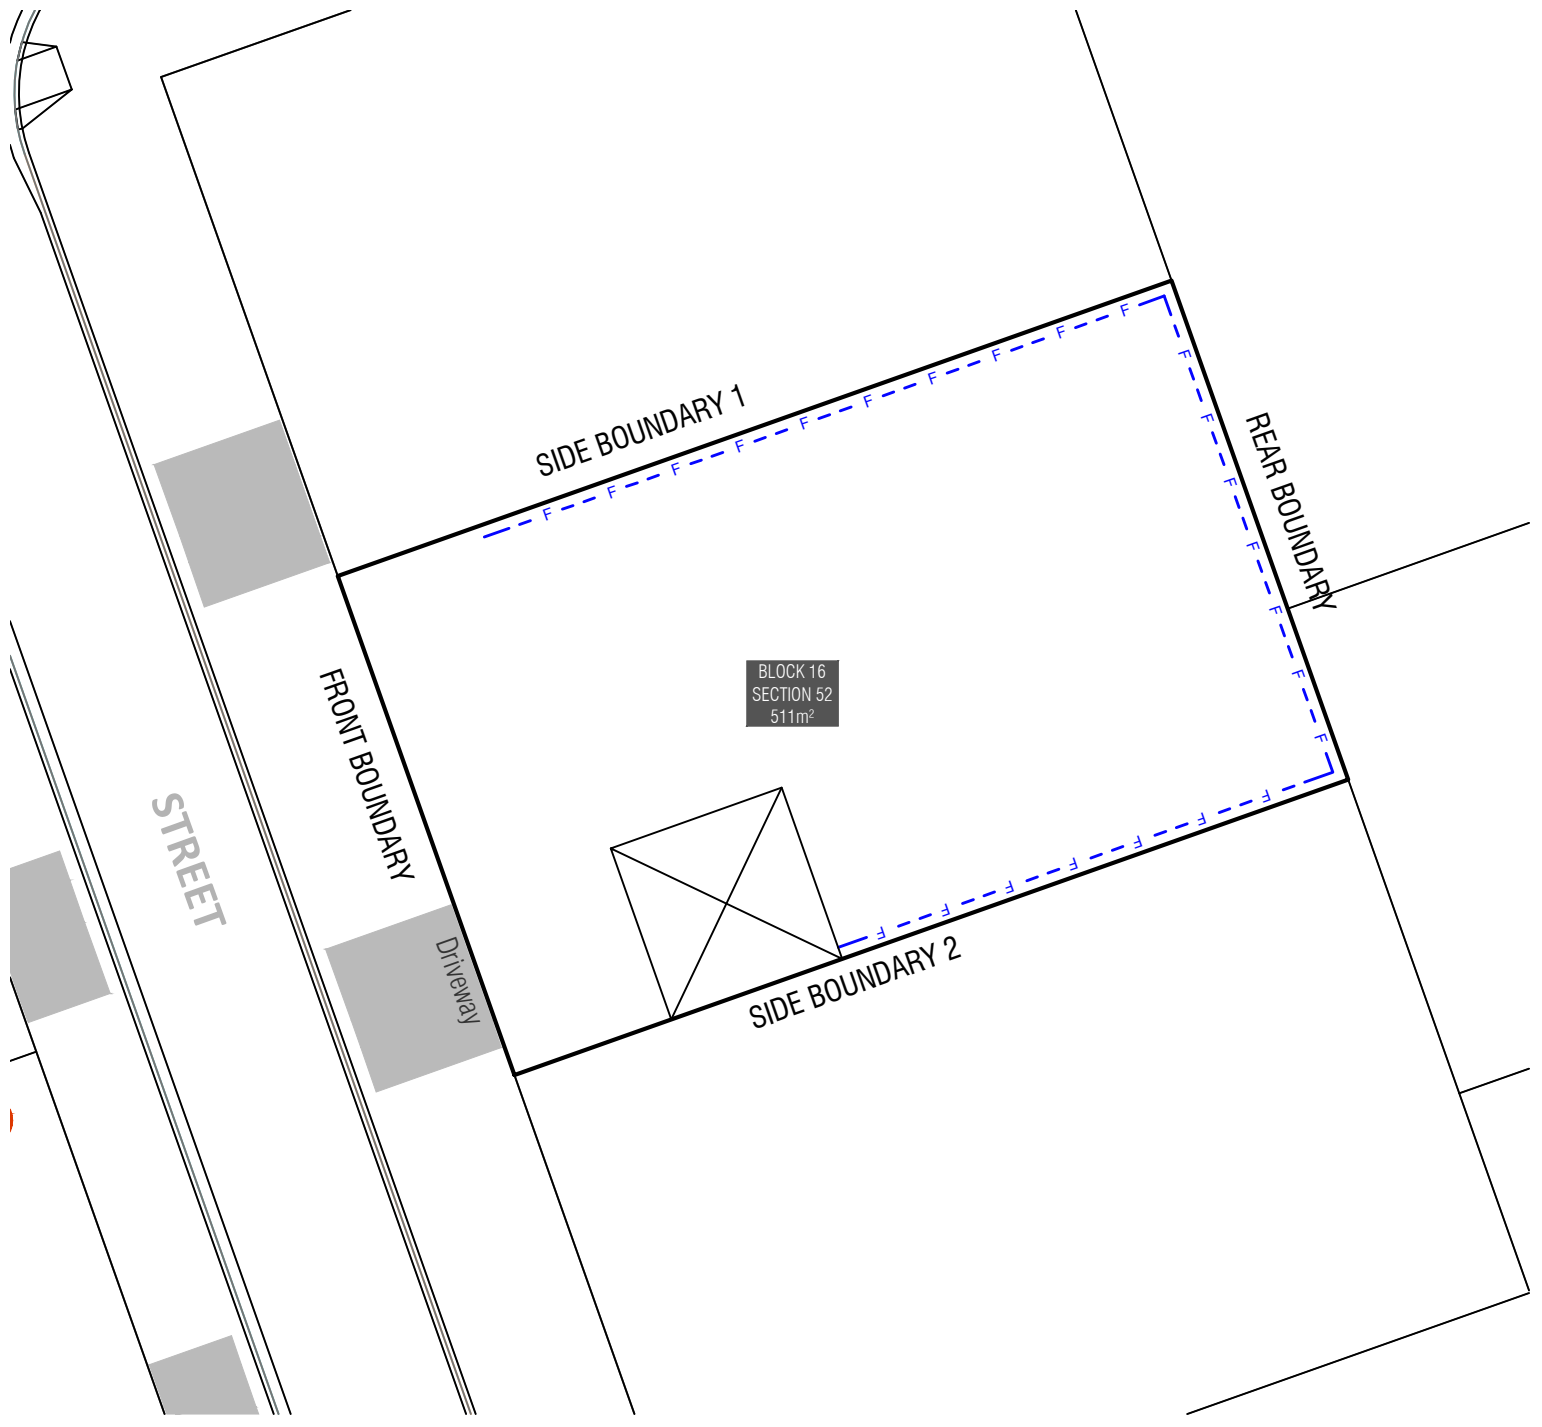 SIDE BOUNDARY 1
REAR BOUNDARY
BLOCK 16
SECTION 52
511m²
FRONT BOUNDARY
STREET
Driveway
SIDE BOUNDARY 2
F F F F F F F F F F
F F F F F F F
F F F F F F F